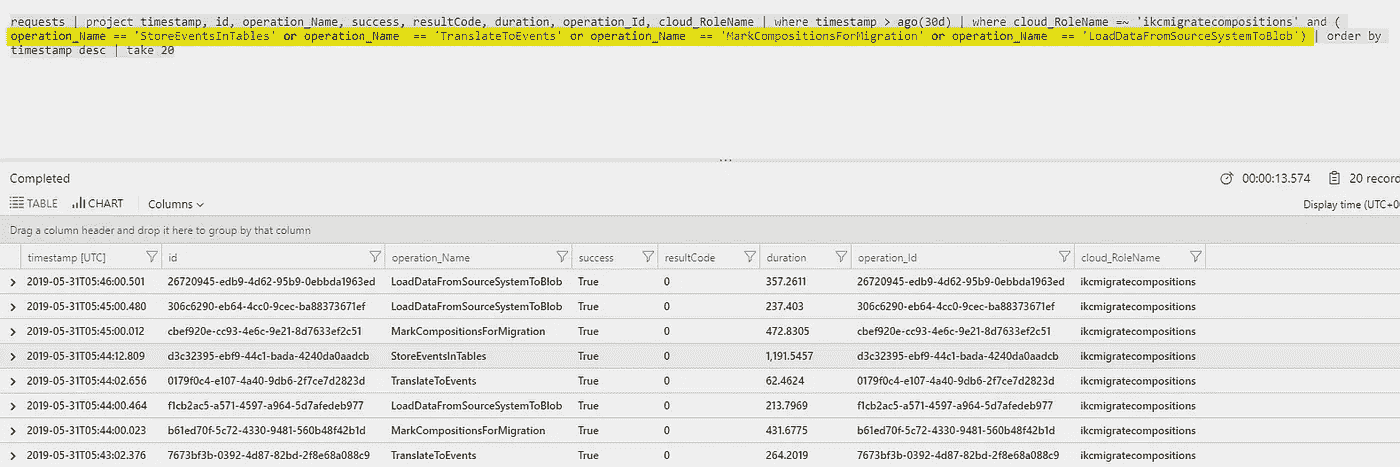 requests | project timestamp, id, operation_Name, success, resultCode, duration, operation_Id, cloud_RoleName | where timestamp > ago(30d) | where cloud_RoleName =~ 'ikcmigratecompositions' and (
operation_Name == 'StoreEventsInTables' or operation_Name  == 'TranslateToEvents' or operation_Name  == 'MarkCompositionsForMigration' or operation_Name  == 'LoadDataFromSourceSystemToBlob') | order by
timestamp desc | take 20
Completed 00:00:13.574 20 record
TABLE CHART Columns Display time (UTC+0
Drag a column header and drop it here to group by that column
timestamp [UTC] id operation_Name success resultCode duration operation_Id cloud_RoleName
2019-05-31T05:46:00.501 26720945-edb9-4d62-95b9-0ebbda1963ed LoadDataFromSourceSystemToBlob True 0 357.2611 26720945-edb9-4d62-95b9-0ebbda1963ed ikcmigratecompositions
2019-05-31T05:45:00.480 306c6290-eb64-4cc0-9cec-ba88373671ef LoadDataFromSourceSystemToBlob True 0 237.403 306c6290-eb64-4cc0-9cec-ba88373671ef ikcmigratecompositions
2019-05-31T05:45:00.012 cbef920e-cc93-4e6c-9e21-8d7633ef2c51 MarkCompositionsForMigration True 0 472.8305 cbef920e-cc93-4e6c-9e21-8d7633ef2c51 ikcmigratecompositions
2019-05-31T05:44:12.809 d3c32395-ebf9-44c1-bada-4240da0aadcb StoreEventsInTables True 0 1,191.5457 d3c32395-ebf9-44c1-bada-4240da0aadcb ikcmigratecompositions
2019-05-31T05:44:02.656 0179f0c4-e107-4a40-9db6-2f7ce7d2823d TranslateToEvents True 0 62.4624 0179f0c4-e107-4a40-9db6-2f7ce7d2823d ikcmigratecompositions
2019-05-31T05:44:00.464 f1cb2ac5-a571-4597-a964-5d7afedeb977 LoadDataFromSourceSystemToBlob True 0 213.7969 f1cb2ac5-a571-4597-a964-5d7afedeb977 ikcmigratecompositions
2019-05-31T05:44:00.023 b61ed70f-5c72-4330-9481-560b48f42b1d MarkCompositionsForMigration True 0 431.6775 b61ed70f-5c72-4330-9481-560b48f42b1d ikcmigratecompositions
2019-05-31T05:43:02.376 7673bf3b-0392-4d87-82bd-2f8e68a088c9 TranslateToEvents True 0 264.2019 7673bf3b-0392-4d87-82bd-2f8e68a088c9 ikcmigratecompositions